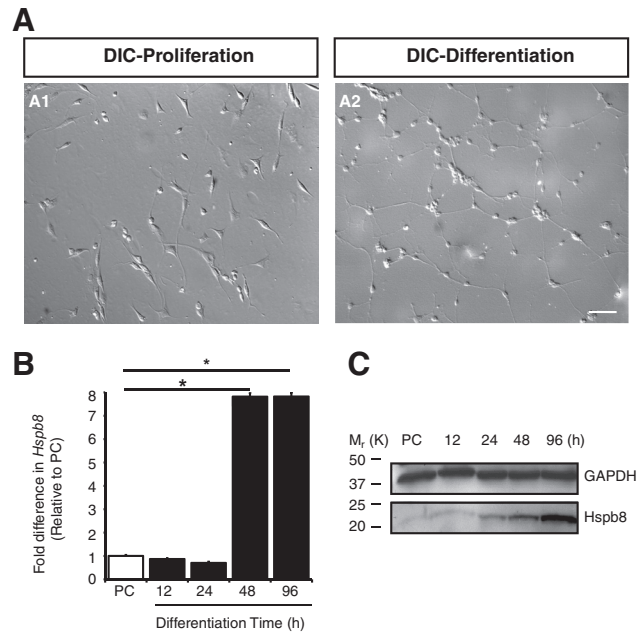 A
DIC-Proliferation
DIC-Differentiation
A1
A2
B
Fold difference in Hspb8
(Relative to PC)
8
7
6
5
4
3
2
1
0
*
*
PC
12
24
48
96
Differentiation Time (h)
C
Mr (K) PC 12 24 48 96 (h)
50
37
GAPDH
25
20
Hspb8